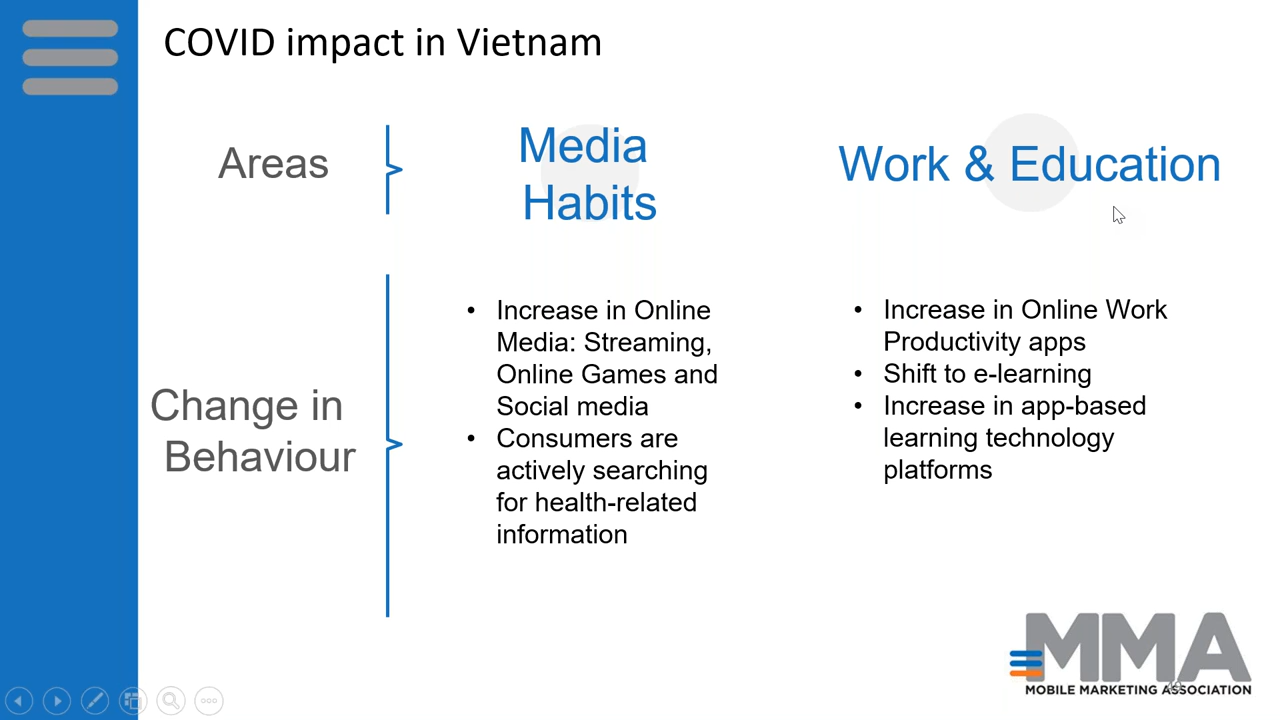 COVID impact in Vietnam
Areas
Media
Habits
Work & Education
Change in
Behaviour
• Increase in Online
Media: Streaming,
Online Games and
Social media
• Consumers are
actively searching
for health-related
information
• Increase in Online Work
Productivity apps
• Shift to e-learning
• Increase in app-based
learning technology
platforms
MMA
MOBILE MARKETING ASSOCIATION